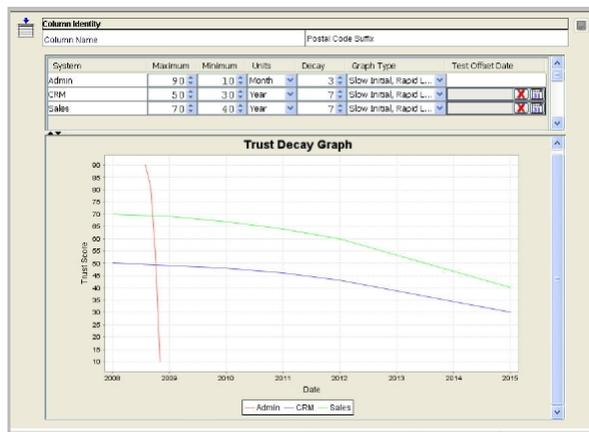 Column Identity
Column Name Postal Code Suffix
System Maximum Minimum Units Decay Graph Type Test Offset Date
Admin 90 10 Month 3 Slow Initial, Rapid L...
CRM 50 30 Year 7 Slow Initial, Rapid L...
Sales 70 40 Year 7 Slow Initial, Rapid L...
Trust Decay Graph
90
85
80
75
70
65
60
55
50
45
40
35
30
25
20
15
10
Trust Score
2008 2009 2010 2011 2012 2013 2014 2015
Date
Admin CRM Sales